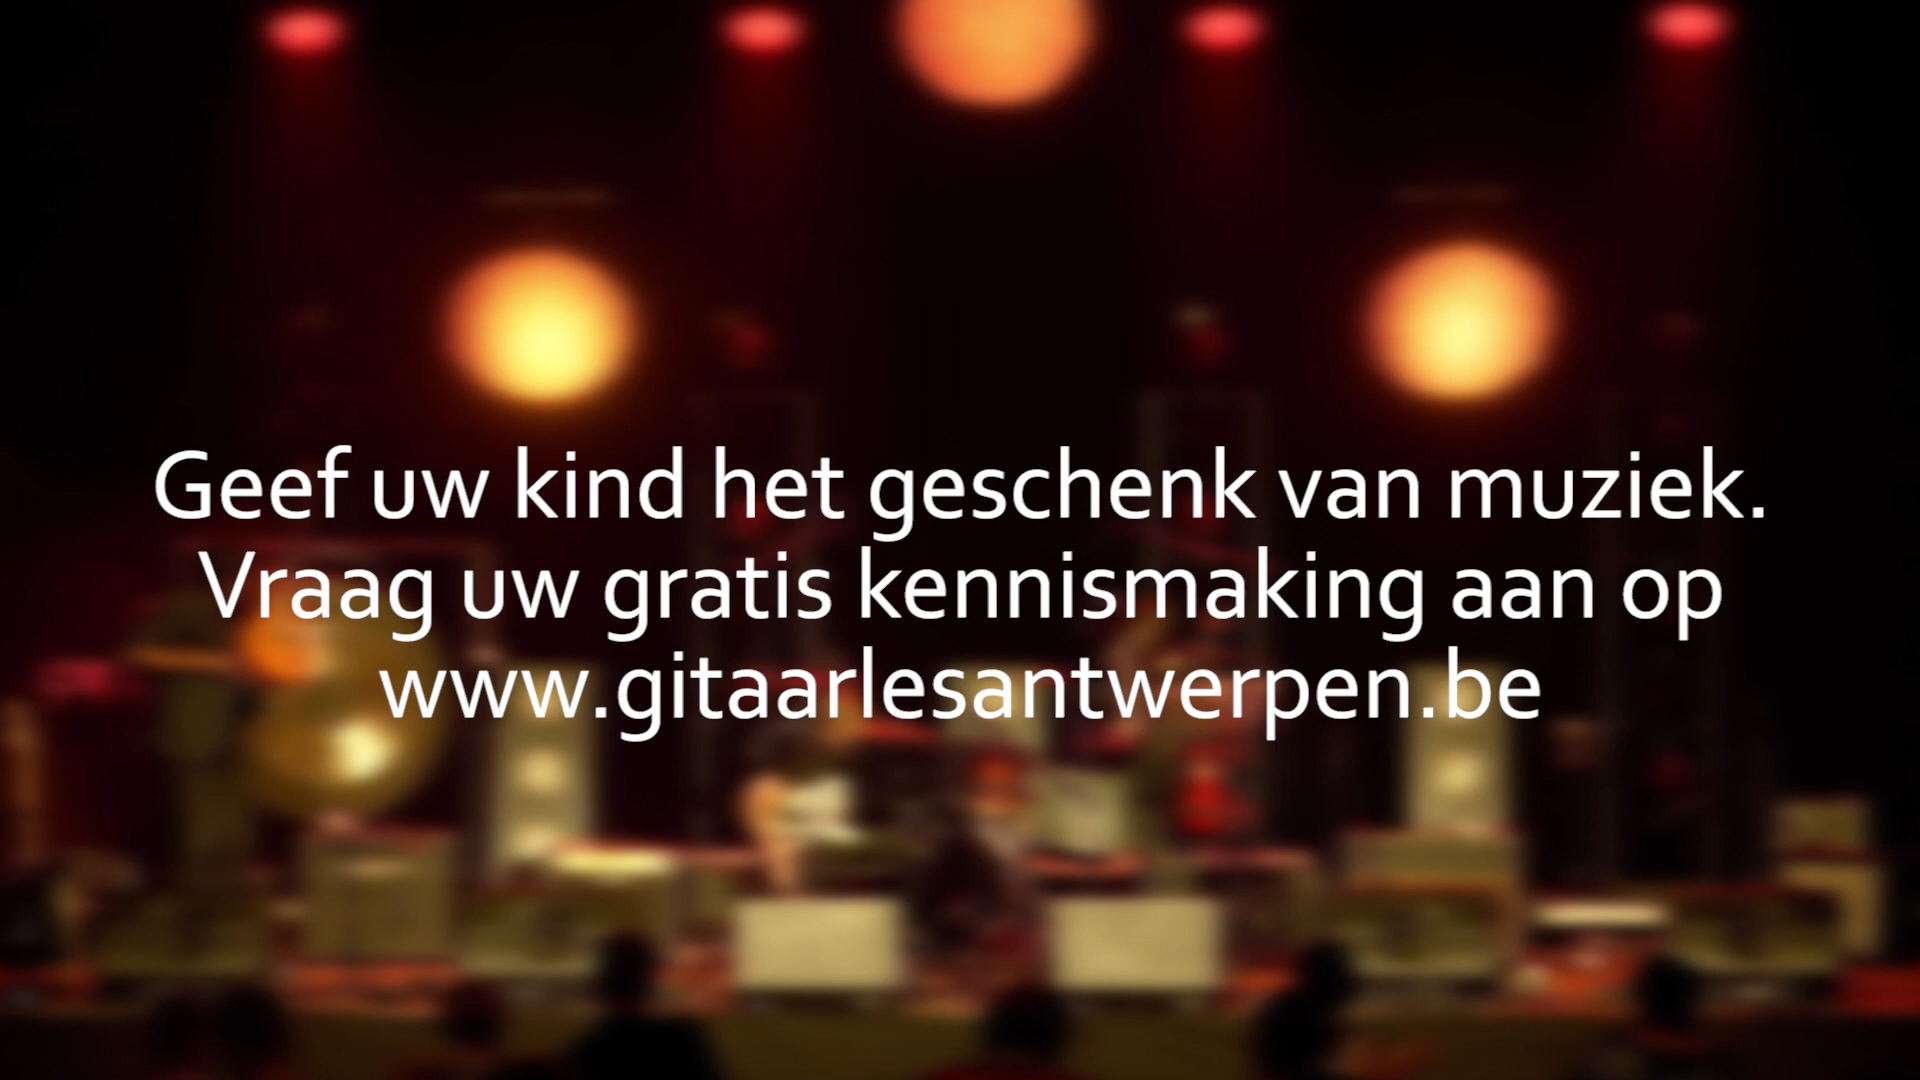 Geef uw kind het geschenk van muziek.
Vraag uw gratis kennismaking aan op
www.gitaarlesantwerpen.be